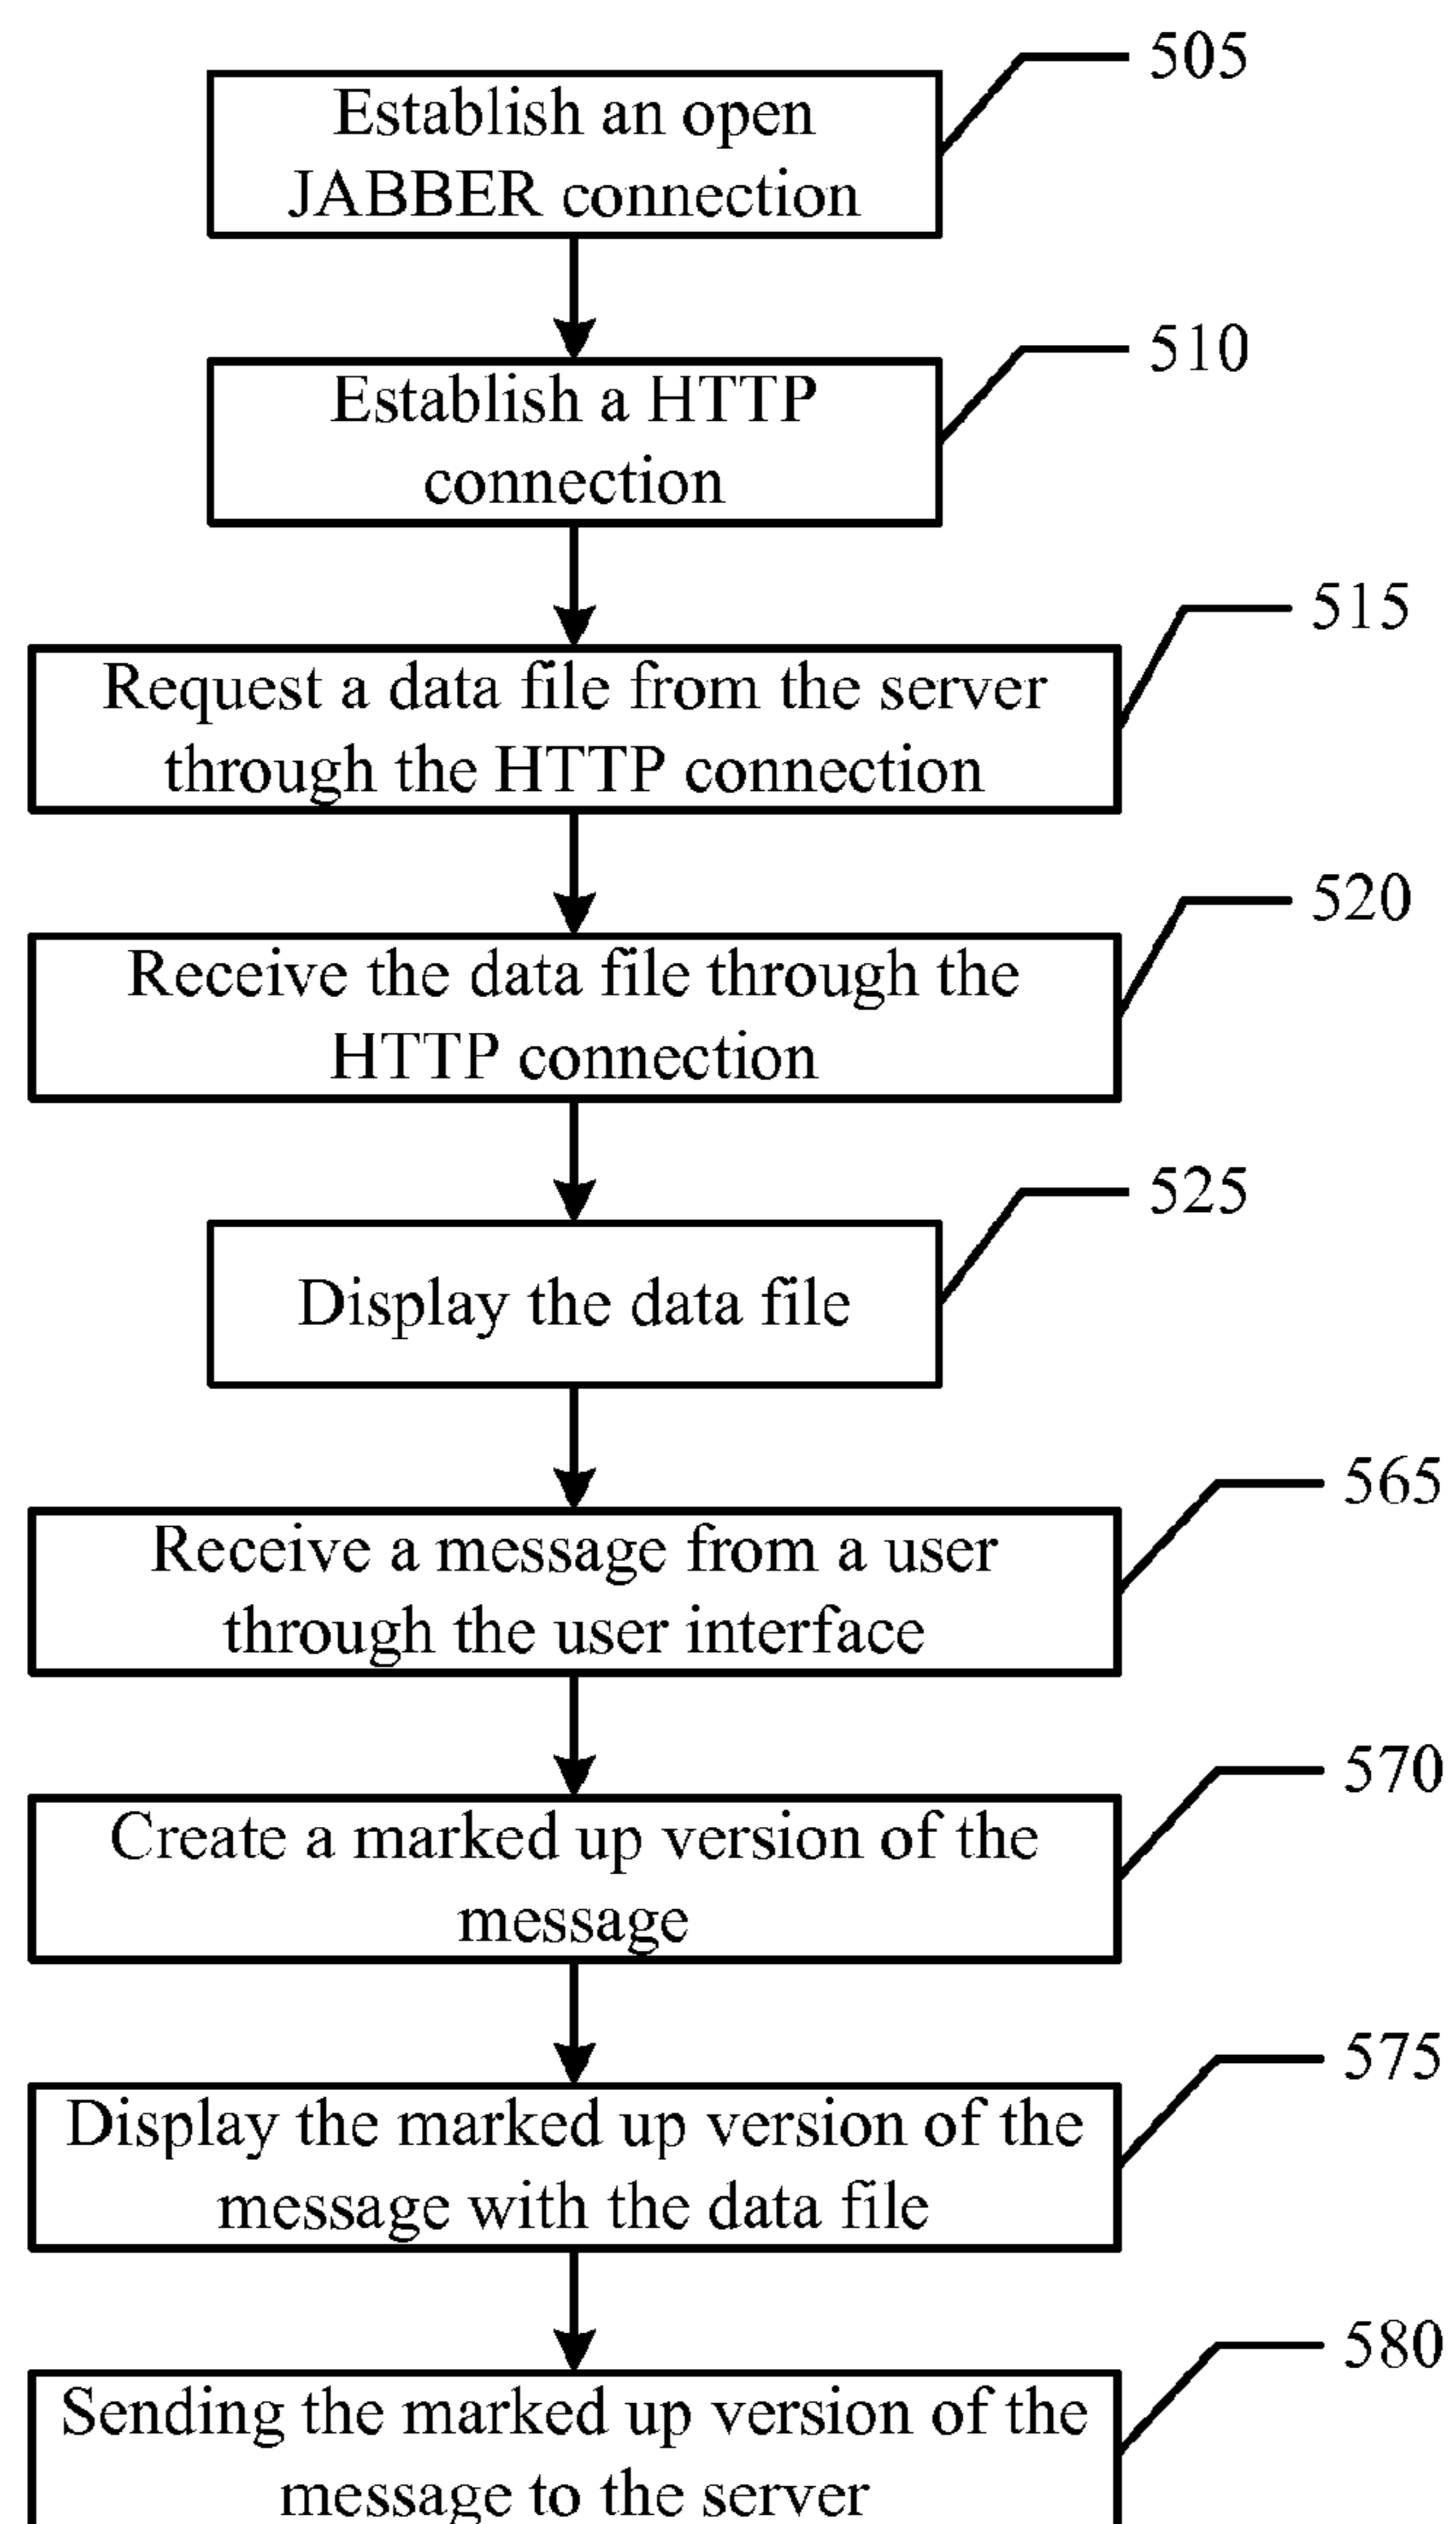 505
Establish an open
JABBER connection
510
Establish a HTTP
connection
515
Request a data file from the server
through the HTTP connection
520
Receive the data file through the
HTTP connection
525
Display the data file
565
Receive a message from a user
through the user interface
570
Create a marked up version of the
message
575
Display the marked up version of the
message with the data file
580
Sending the marked up version of the
message to the server